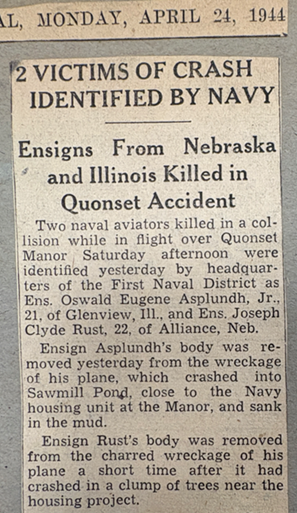 AL, MONDAY, APRIL 24, 1944
2 VICTIMS OF CRASH
IDENTIFIED BY NAVY
Ensigns From Nebraska
and Illinois Killed in
Quonset Accident
Two naval aviators killed in a col-
lision while in flight over Quonset
Manor Saturday afternoon were
identified yesterday by headquar-
ters of the First Naval District as
Ens. Oswald Eugene Asplundh, Jr.,
21, of Glenview, Ill., and Ens. Joseph
Clyde Rust, 22, of Alliance, Neb.
Ensign Asplundh's body was re-
moved yesterday from the wreckage
of his plane, which crashed into
Sawmill Pond, close to the Navy
housing unit at the Manor, and sank
in the mud.
Ensign Rust's body was removed
from the charred wreckage of his
plane a short time after it had
crashed in a clump of trees near the
housing project.